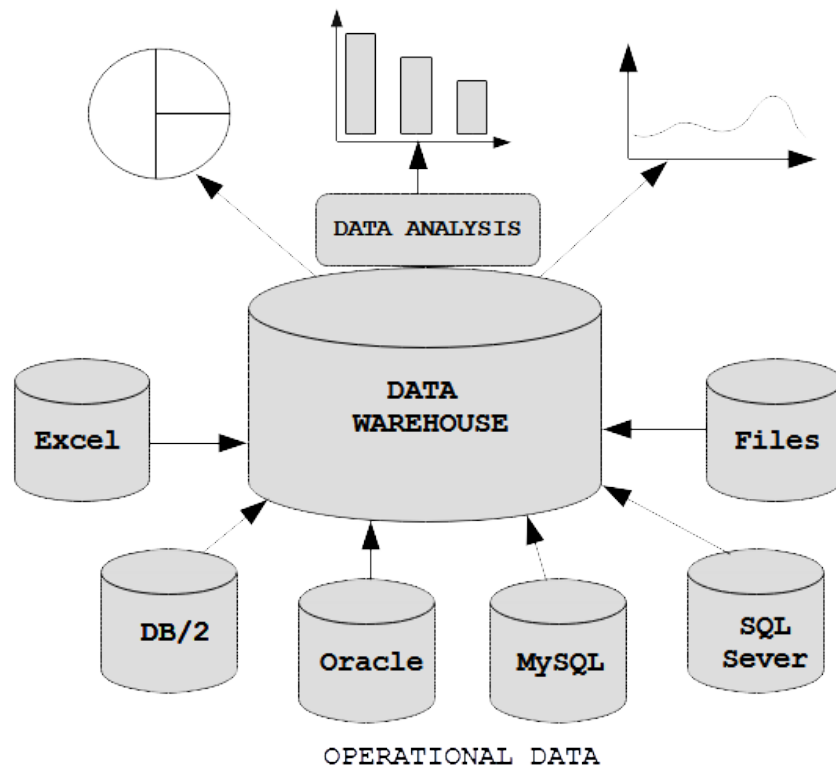 DATA ANALYSIS
DATA
WAREHOUSE
Excel
Files
DB/2
Oracle
MySQL
SQL
Sever
OPERATIONAL DATA